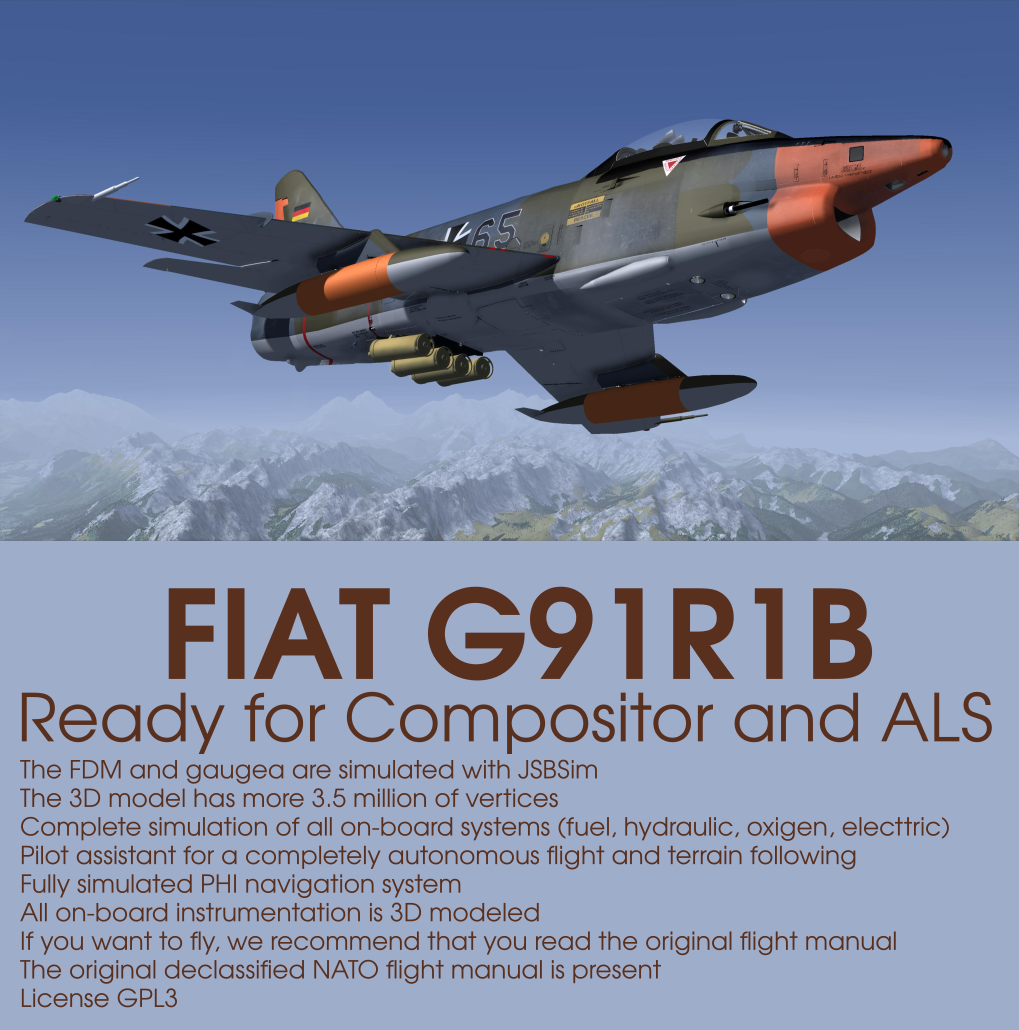 T
65
FIAT G91R1B
Ready for Compositor and ALS
The FDM and gaugea are simulated with JSBSim
The 3D model has more 3.5 million of vertices
Complete simulation of all on-board systems (fuel, hydraulic, oxigen, electtric)
Pilot assistant for a completely autonomous flight and terrain following
Fully simulated PHI navigation system
All on-board instrumentation is 3D modeled
If you want to fly, we recommend that you read the original flight manual
The original declassified NATO flight manual is present
License GPL3